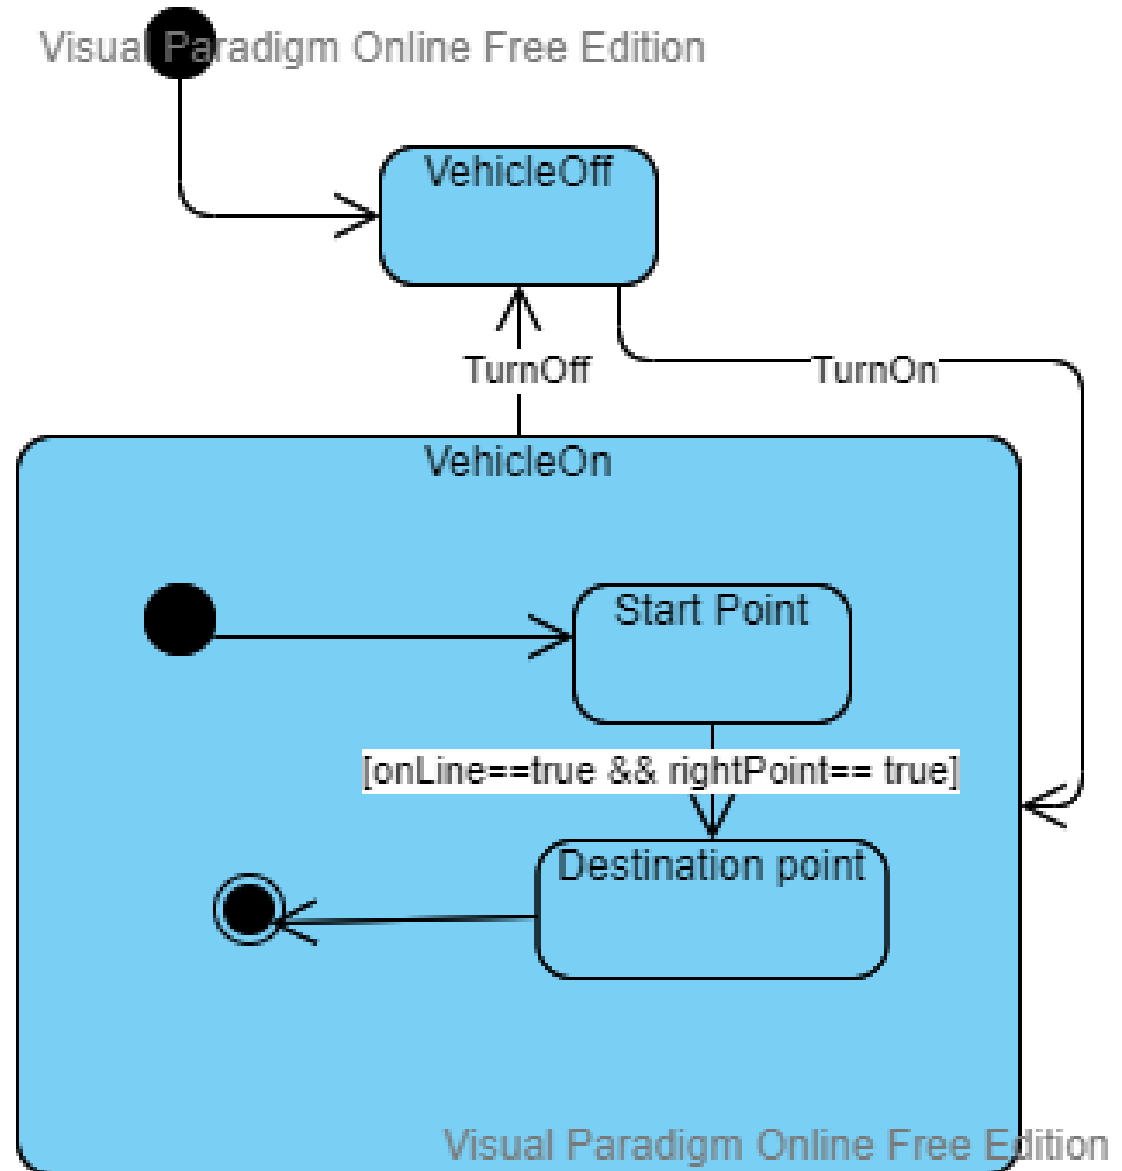 Visual Paradigm Online Free Edition
VehicleOff
TurnOff
TurnOn
VehicleOn
Start Point
[onLine==true && rightPoint== true]
Destination point
Visual Paradigm Online Free Edition